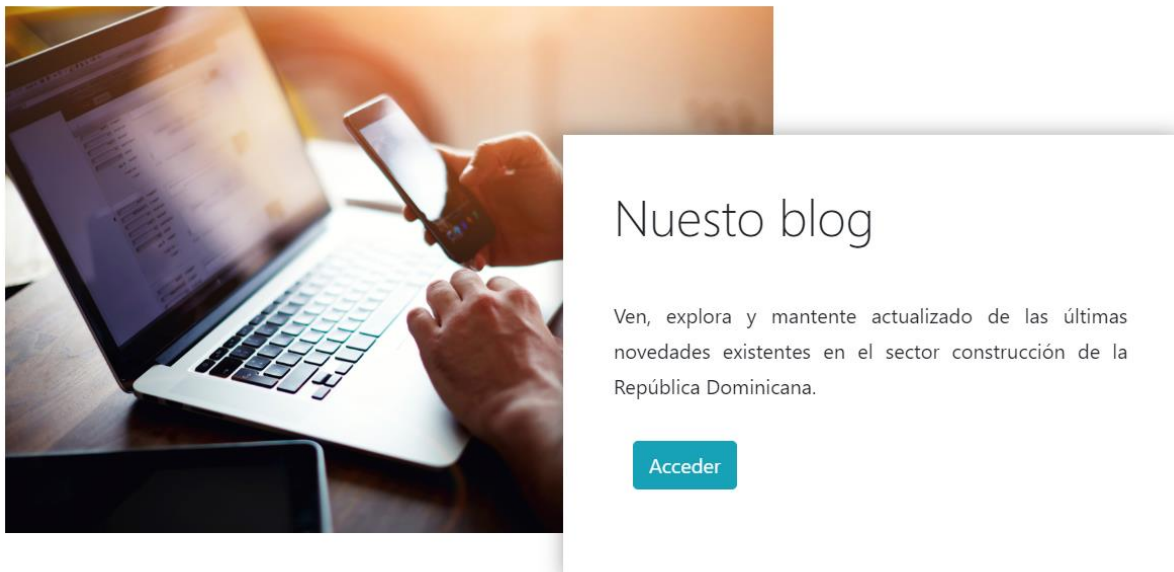 Nuesto blog
Ven, explora y mantente actualizado de las últimas
novedades existentes en el sector construcción de la
República Dominicana.
Acceder